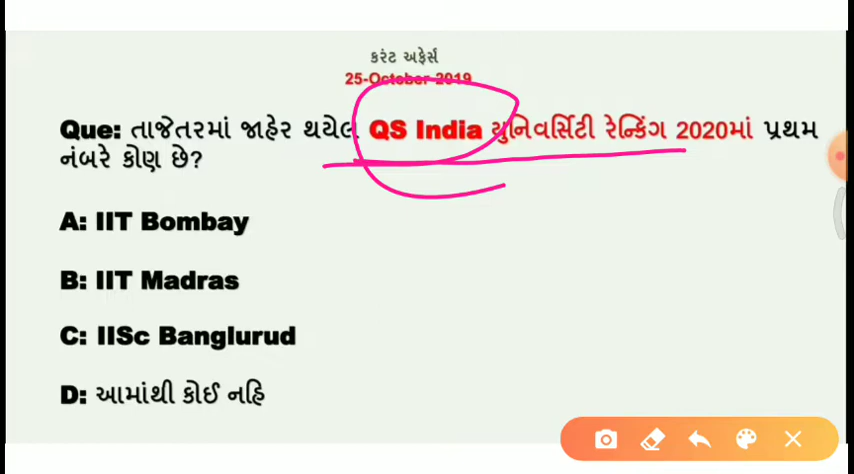 કરંટ અફેર્સ
25-October 2019
Que: તાજેતરમાં જાહેર થયેલ QS India યુનિવર્સિટી રેન્કિંગ 2020માં પ્રથમ
નંબરે કોણ છે?
A: IIT Bombay
B: IIT Madras
C: IISc Banglurud
D: આમાંથી કોઈ નહિ